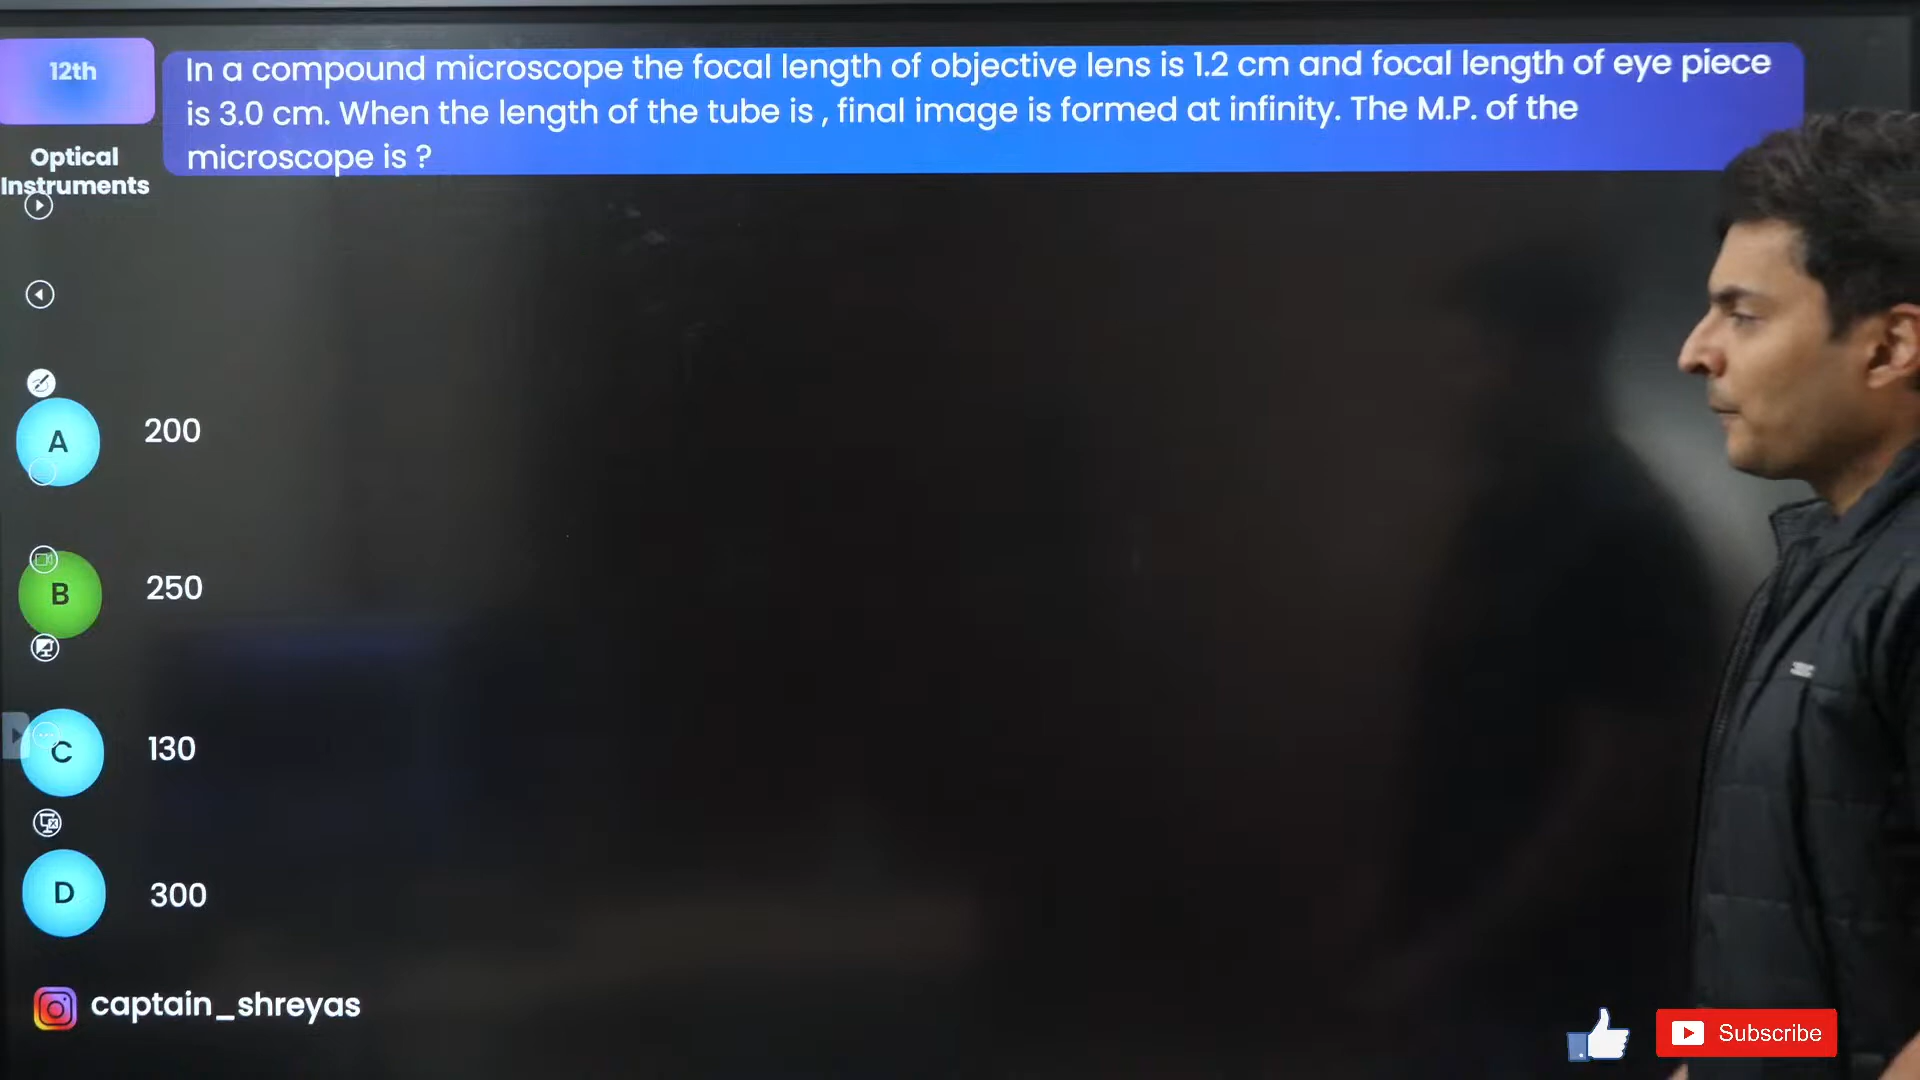 12th
In a compound microscope the focal length of objective lens is 1.2 cm and focal length of eye piece
is 3.0 cm. When the length of the tube is , final image is formed at infinity. The M.P. of the
microscope is ?
Optical
Instruments
A 200
B 250
C 130
D 300
captain_shreyas
Subscribe